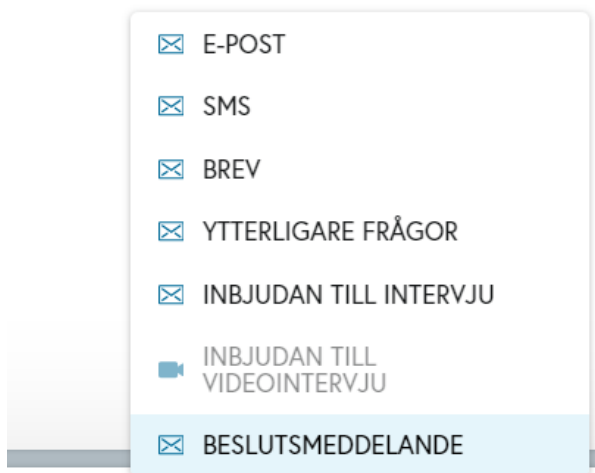 E-POST
SMS
BREV
YTTERLIGARE FRÅGOR
INBJUDAN TILL INTERVJU
INBJUDAN TILL
VIDEOINTERVJU
BESLUTSMEDDELANDE